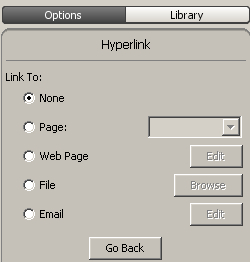 Options Library
Hyperlink
Link To:
None
Page:
Web Page Edit
File Browse
Email Edit
Go Back